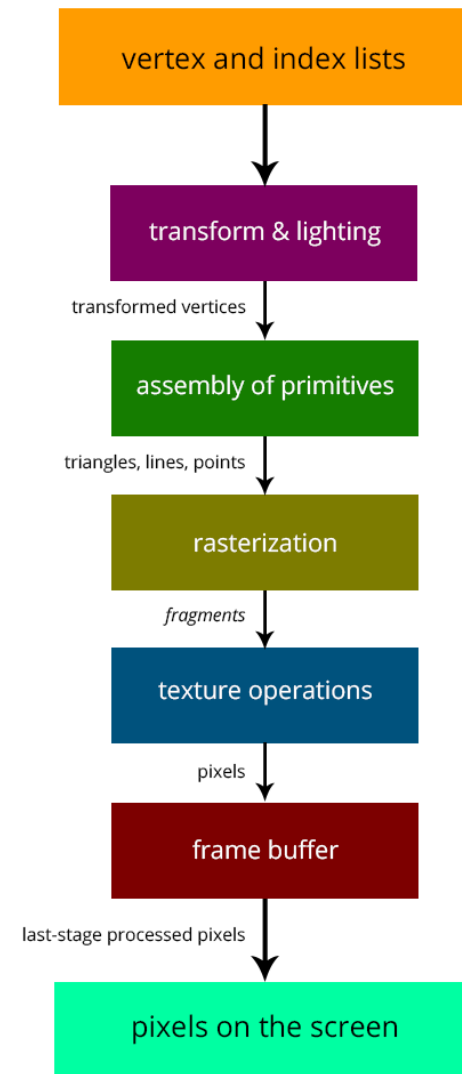 vertex and index lists
transform & lighting
transformed vertices
assembly of primitives
triangles, lines, points
rasterization
fragments
texture operations
pixels
frame buffer
last-stage processed pixels
pixels on the screen